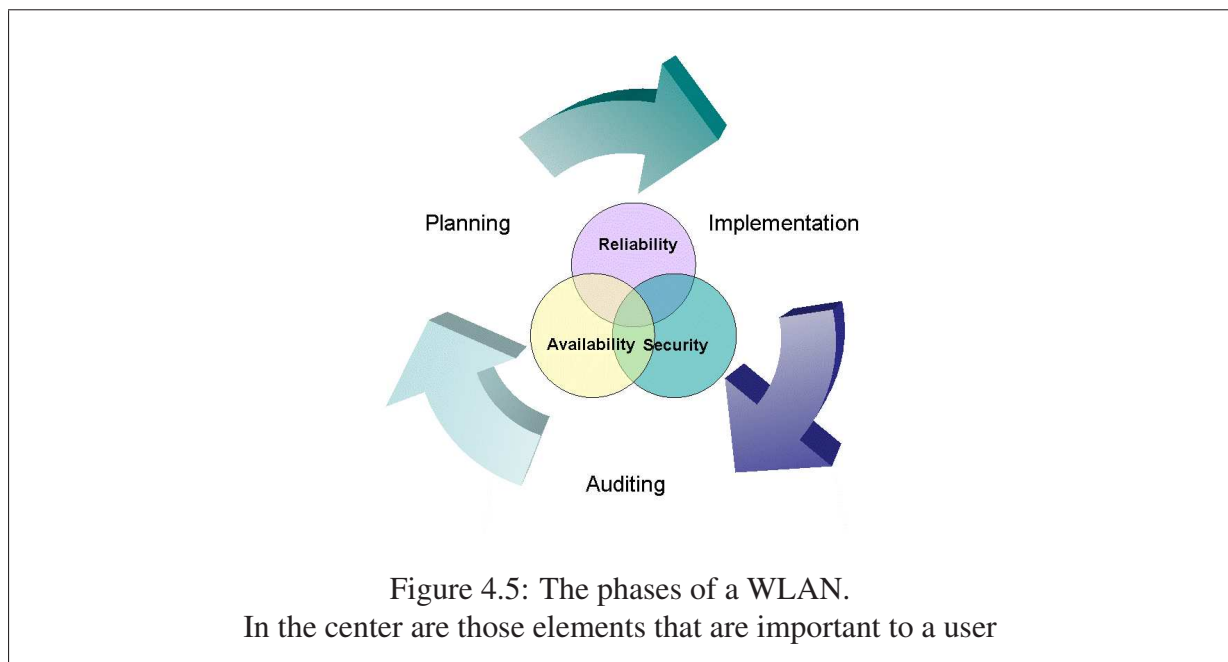 Planning
Implementation
Reliability
Availability
Security
Auditing
Figure 4.5: The phases of a WLAN.
In the center are those elements that are important to a user